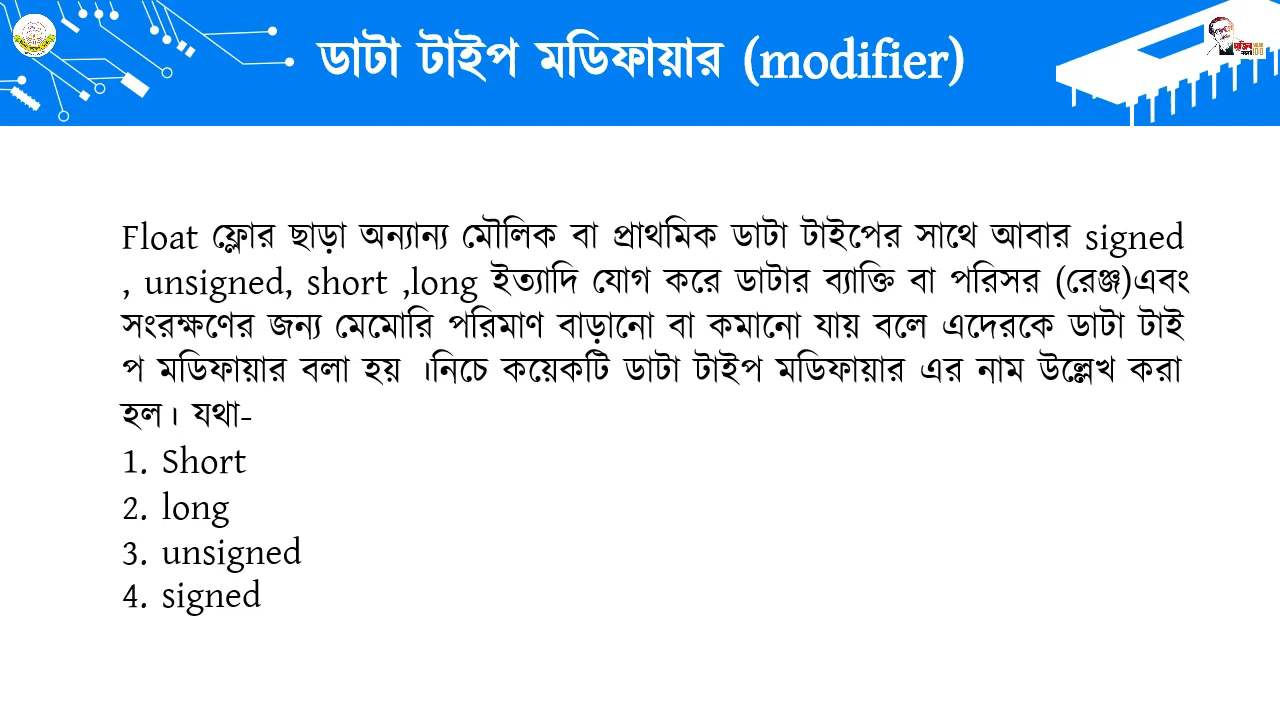 ডাটা টাইপ মডিফায়ার (modifier)
Float ফ্লোর ছাড়া অন্যান্য মৌলিক বা প্রাথমিক ডাটা টাইপের সাথে আবার signed
, unsigned, short ,long ইত্যাদি যোগ করে ডাটার ব্যাক্তি বা পরিসর (রেঞ্জ)এবং
সংরক্ষণের জন্য মেমোরি পরিমাণ বাড়ানো বা কমানো যায় বলে এদেরকে ডাটা টাই
প মডিফায়ার বলা হয় ।নিচে কয়েকটি ডাটা টাইপ মডিফায়ার এর নাম উল্লেখ করা
হল। যথা-
1. Short
2. long
3. unsigned
4. signed